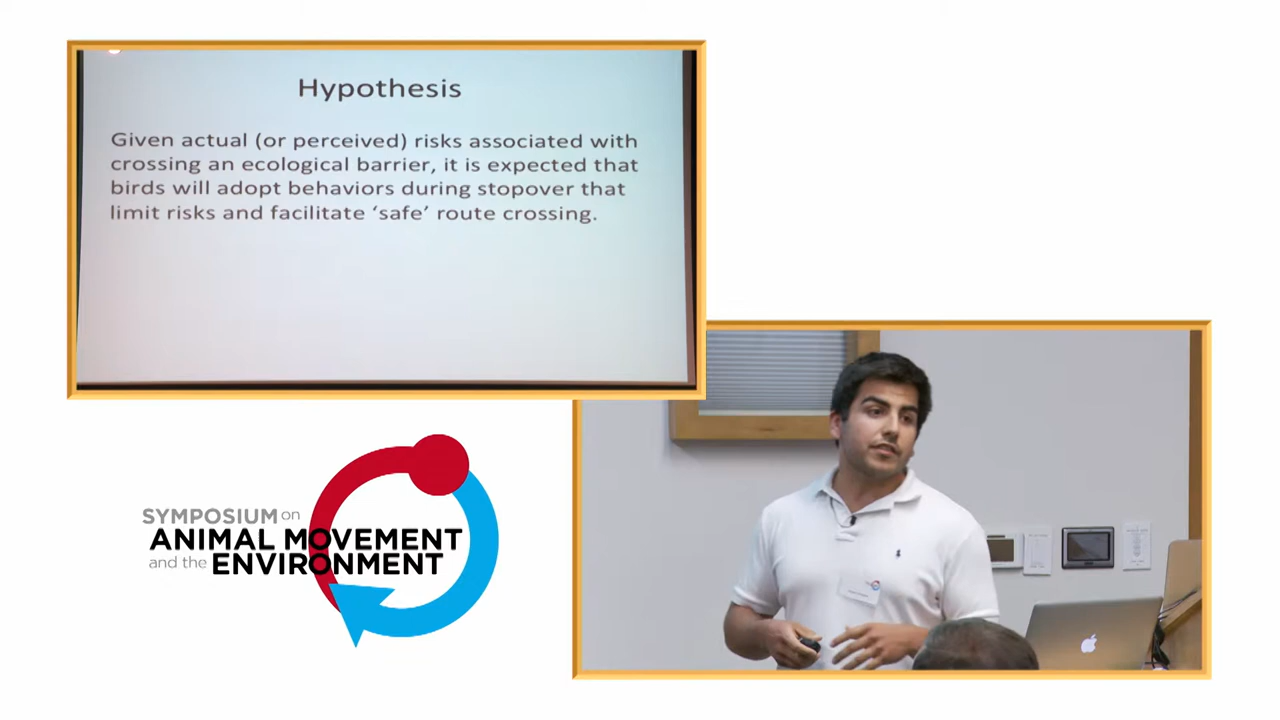 Hypothesis
Given actual (or perceived) risks associated with
crossing an ecological barrier, it is expected that
birds will adopt behaviors during stopover that
limit risks and facilitate ‘safe’ route crossing.
SYMPOSIUM on
ANIMAL MOVEMENT
and the ENVIRONMENT